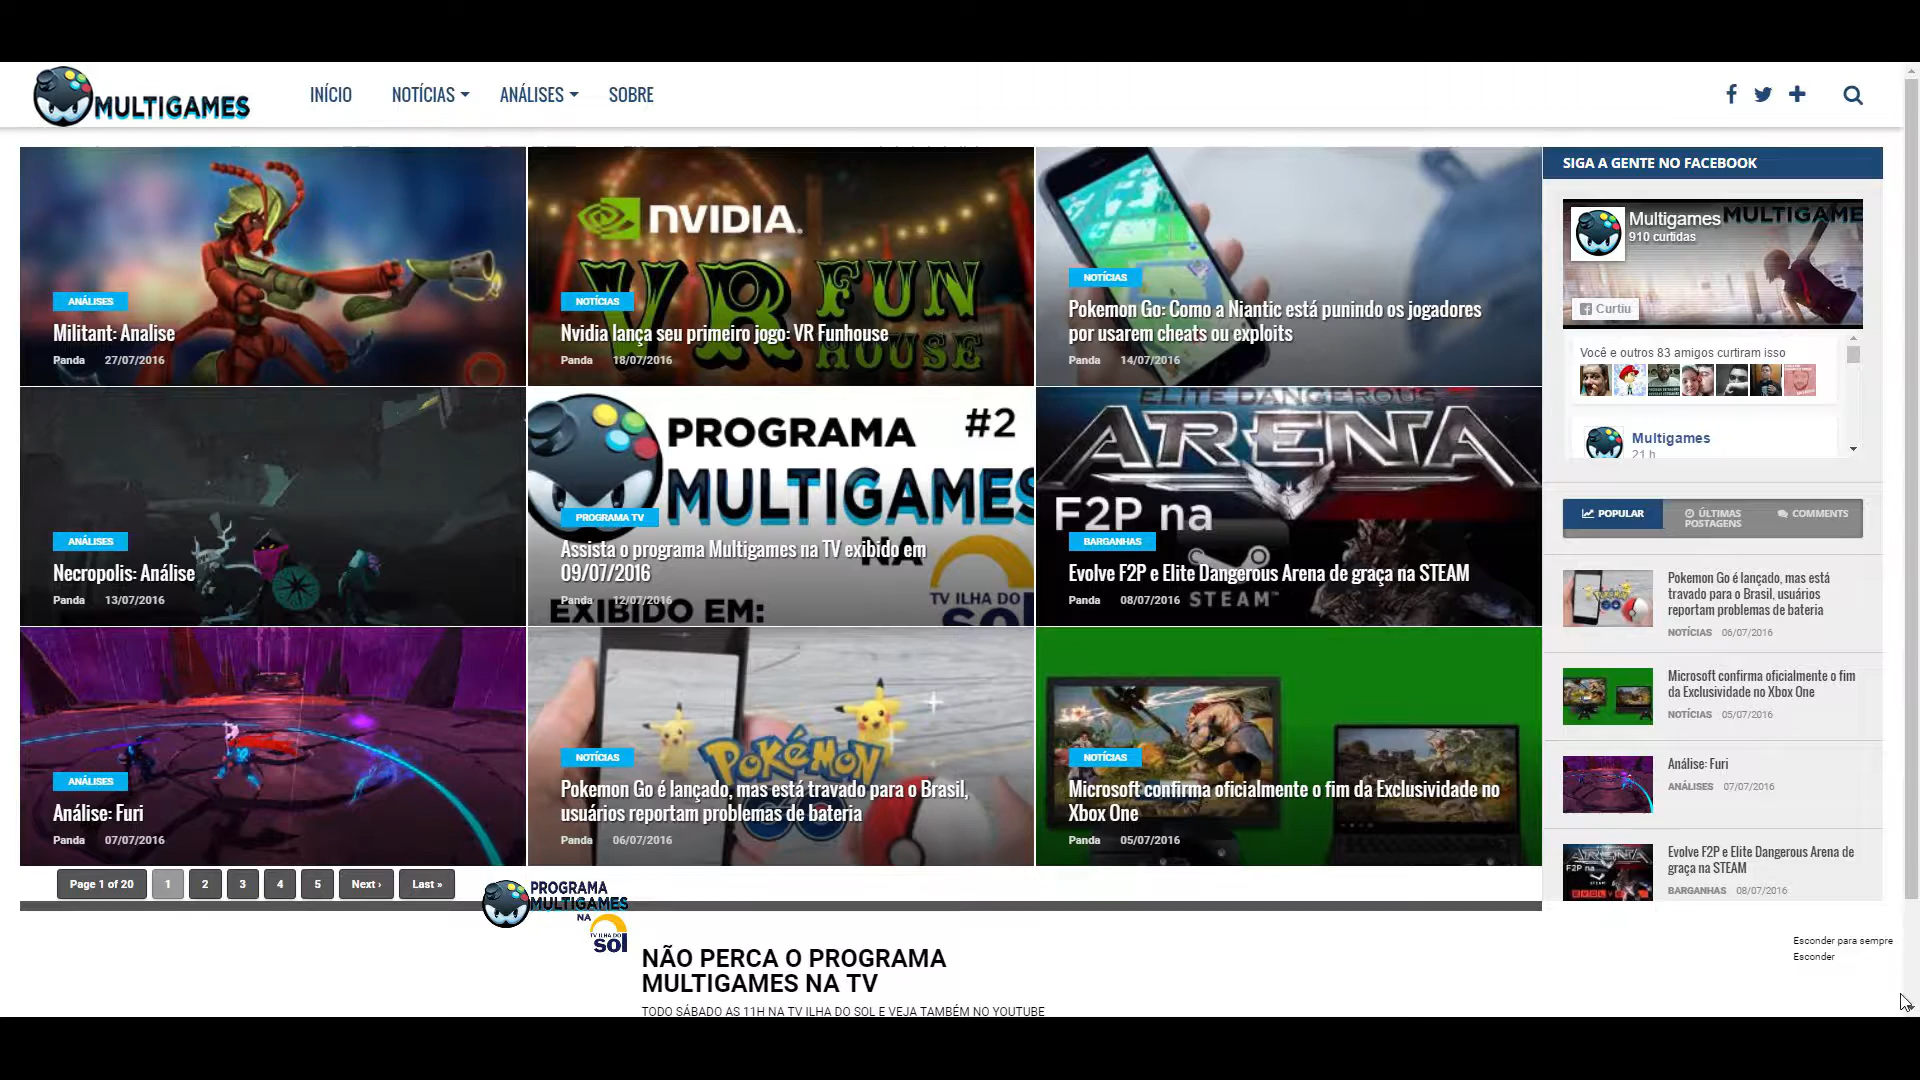 MULTIGAMES
INÍCIO
NOTÍCIAS
ANÁLISES
SOBRE
ANÁLISES
Militant: Analise
Panda 27/07/2016
NVIDIA.
VR FUN
HOUSE
NOTÍCIAS
Nvidia lança seu primeiro jogo: VR Funhouse
Panda 18/07/2016
NOTÍCIAS
Pokemon Go: Como a Niantic está punindo os jogadores
por usarem cheats ou exploits
Panda 14/07/2016
ANÁLISES
Necropolis: Análise
Panda 13/07/2016
#2
PROGRAMA
MULTIGAMES
NA
PROGRAMA TV
Assista o programa Multigames na TV exibido em
09/07/2016
Panda 12/07/2016
EXIBIDO EM:
TV ILHA DO
sol
ELITE DANGEROUS
ARENA
F2P na
STEAM™
BARGANHAS
Evolve F2P e Elite Dangerous Arena de graça na STEAM
Panda 08/07/2016
ANÁLISES
Análise: Furi
Panda 07/07/2016
POKÉMON
GO
NOTÍCIAS
Pokemon Go é lançado, mas está travado para o Brasil,
usuários reportam problemas de bateria
Panda 06/07/2016
NOTÍCIAS
Microsoft confirma oficialmente o fim da Exclusividade no
Xbox One
Panda 05/07/2016
Page 1 of 20
1
2
3
4
5
Next ›
Last »
SIGA A GENTE NO FACEBOOK
Multigames
MULTIGAME
910 curtidas
Curtiu
Você e outros 83 amigos curtiram isso
Multigames
21 h
POPULAR
ÚLTIMAS
POSTAGENS
COMMENTS
Pokemon Go é lançado, mas está
travado para o Brasil, usuários
reportam problemas de bateria
NOTÍCIAS 06/07/2016
Microsoft confirma oficialmente o fim
da Exclusividade no Xbox One
NOTÍCIAS 05/07/2016
Análise: Furi
ANÁLISES 07/07/2016
Evolve F2P e Elite Dangerous Arena de
graça na STEAM
BARGANHAS 08/07/2016
PROGRAMA
MULTIGAMES
NA
TV ILHA DO
sol
NÃO PERCA O PROGRAMA
MULTIGAMES NA TV
TODO SÁBADO AS 11H NA TV ILHA DO SOL E VEJA TAMBÉM NO YOUTUBE
Esconder para sempre
Esconder